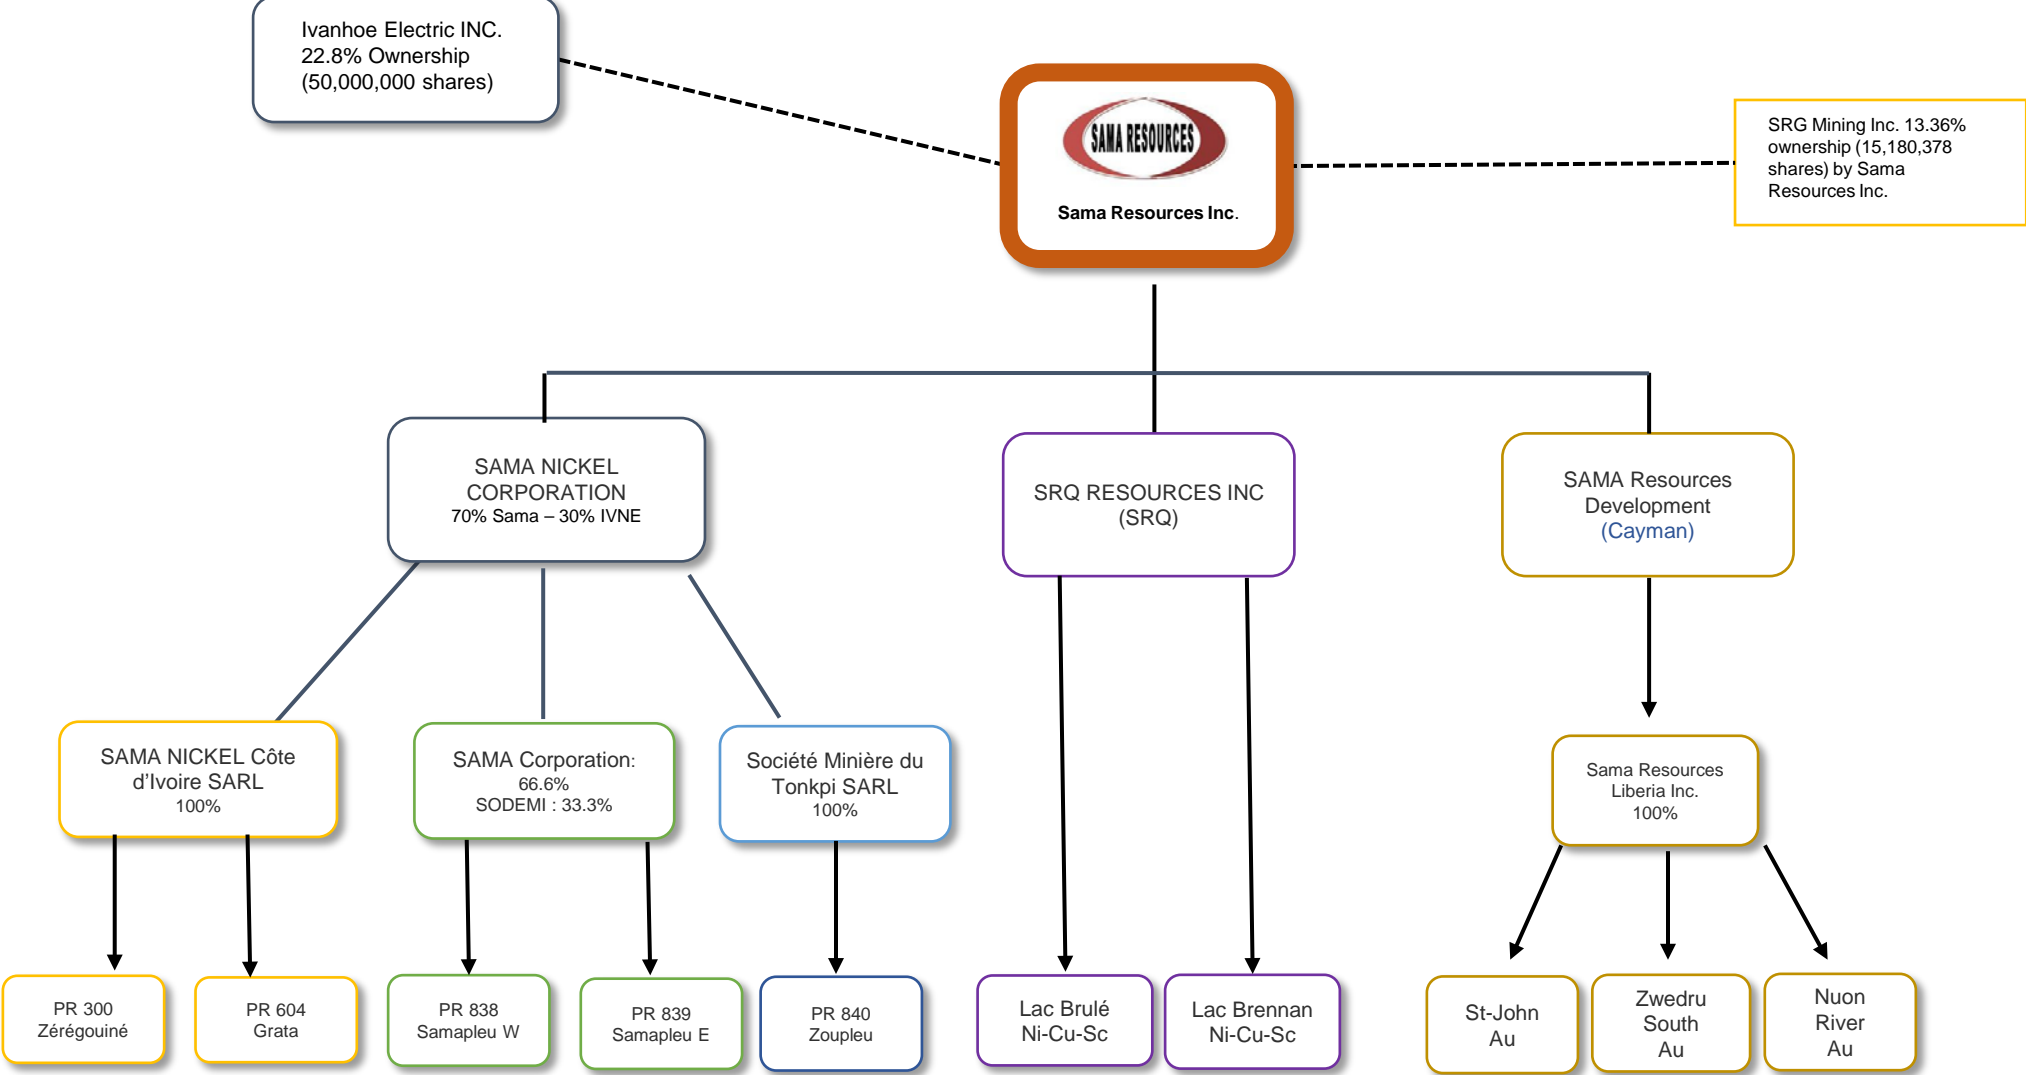 Ivanhoe Electric INC.
22.8% Ownership
(50,000,000 shares)
SAMA RESOURCES
Sama Resources Inc.
SRG Mining Inc. 13.36%
ownership (15,180,378
shares) by Sama
Resources Inc.
SAMA NICKEL
CORPORATION
70% Sama – 30% IVNE
SRQ RESOURCES INC
(SRQ)
SAMA Resources
Development
(Cayman)
SAMA NICKEL Côte
d’Ivoire SARL
100%
SAMA Corporation:
66.6%
SODEMI : 33.3%
Société Minière du
Tonkpi SARL
100%
Sama Resources
Liberia Inc.
100%
PR 300
Zérégouiné
PR 604
Grata
PR 838
Samapleu W
PR 839
Samapleu E
PR 840
Zoupleu
Lac Brulé
Ni-Cu-Sc
Lac Brennan
Ni-Cu-Sc
St-John
Au
Zwedru
South
Au
Nuon
River
Au